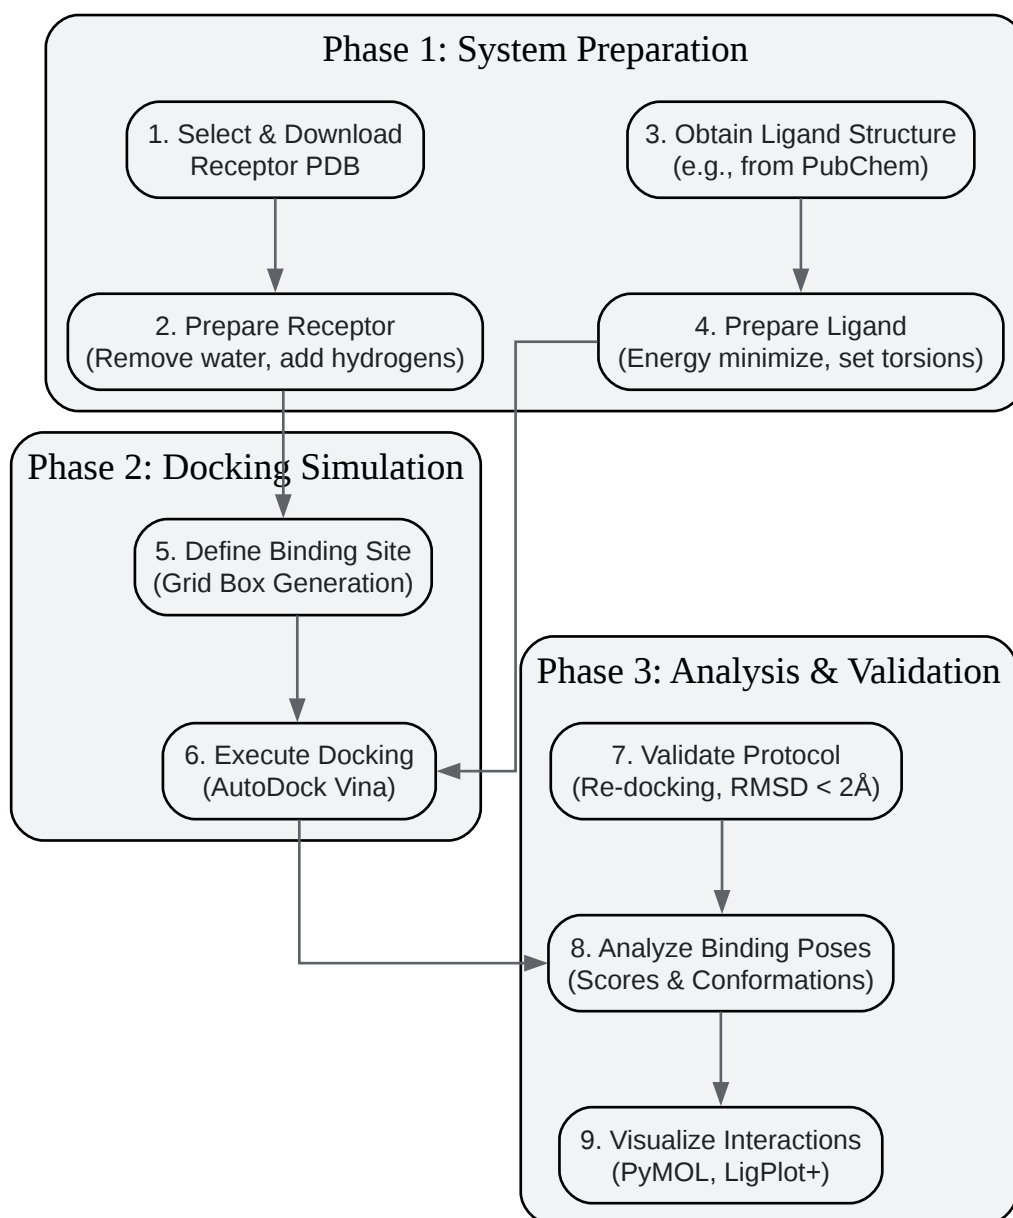 Phase 1: System Preparation
1. Select & Download
Receptor PDB
3. Obtain Ligand Structure
(e.g., from PubChem)
2. Prepare Receptor
(Remove water, add hydrogens)
4. Prepare Ligand
(Energy minimize, set torsions)
Phase 2: Docking Simulation
5. Define Binding Site
(Grid Box Generation)
6. Execute Docking
(AutoDock Vina)
Phase 3: Analysis & Validation
7. Validate Protocol
(Re-docking, RMSD < 2Å)
8. Analyze Binding Poses
(Scores & Conformations)
9. Visualize Interactions
(PyMOL, LigPlot+)